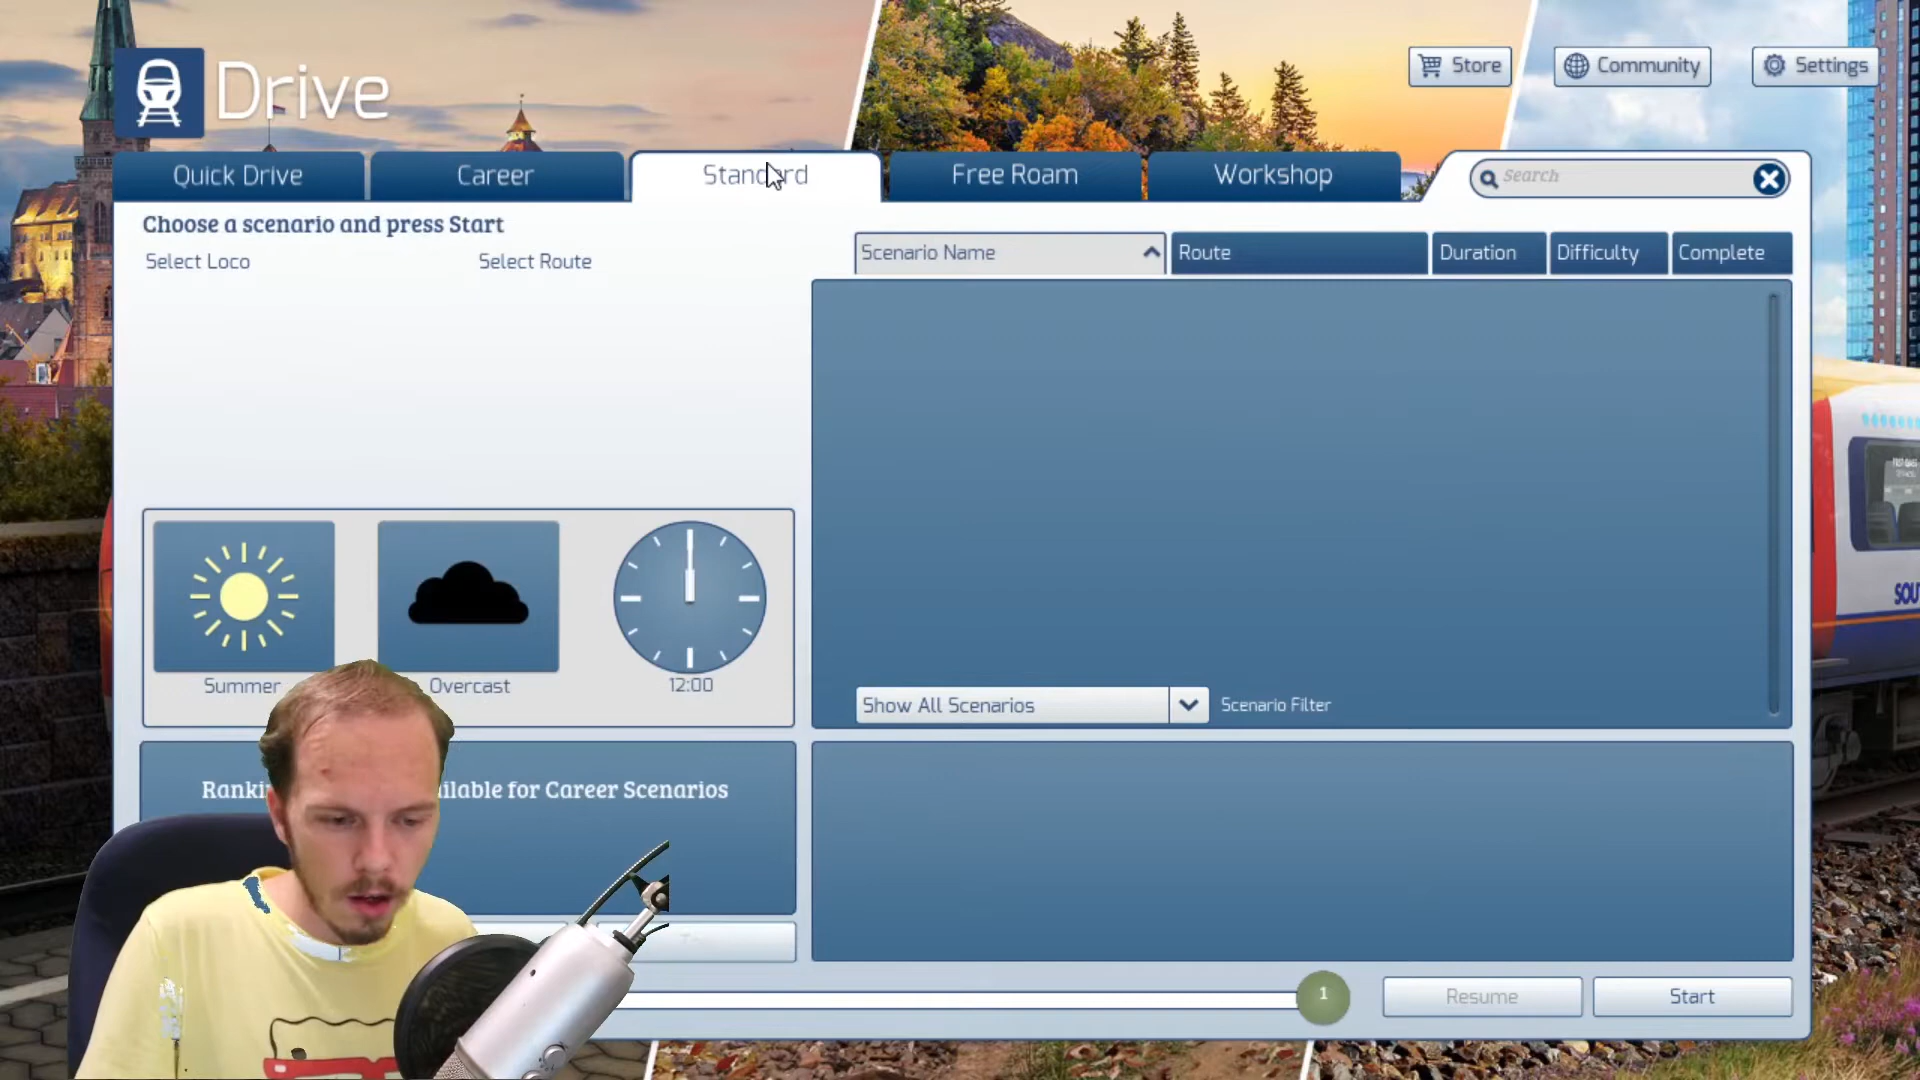 Drive
Store
Community
Settings
Quick Drive
Career
Standard
Free Roam
Workshop
Search
Choose a scenario and press Start
Select Loco
Select Route
Scenario Name
Route
Duration
Difficulty
Complete
Summer
Overcast
12:00
Show All Scenarios
Scenario Filter
for Career Scenarios
1
Resume
Start
SOU